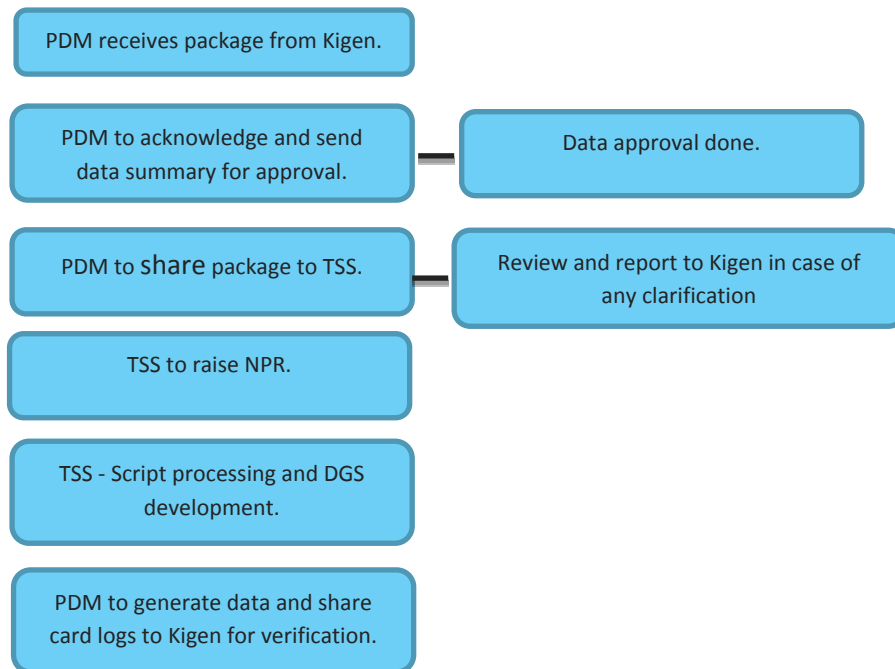 PDM receives package from Kigen.
PDM to acknowledge and send
data summary for approval.
Data approval done.
PDM to share package to TSS.
Review and report to Kigen in case of
any clarification
TSS to raise NPR.
TSS - Script processing and DGS
development.
PDM to generate data and share
card logs to Kigen for verification.